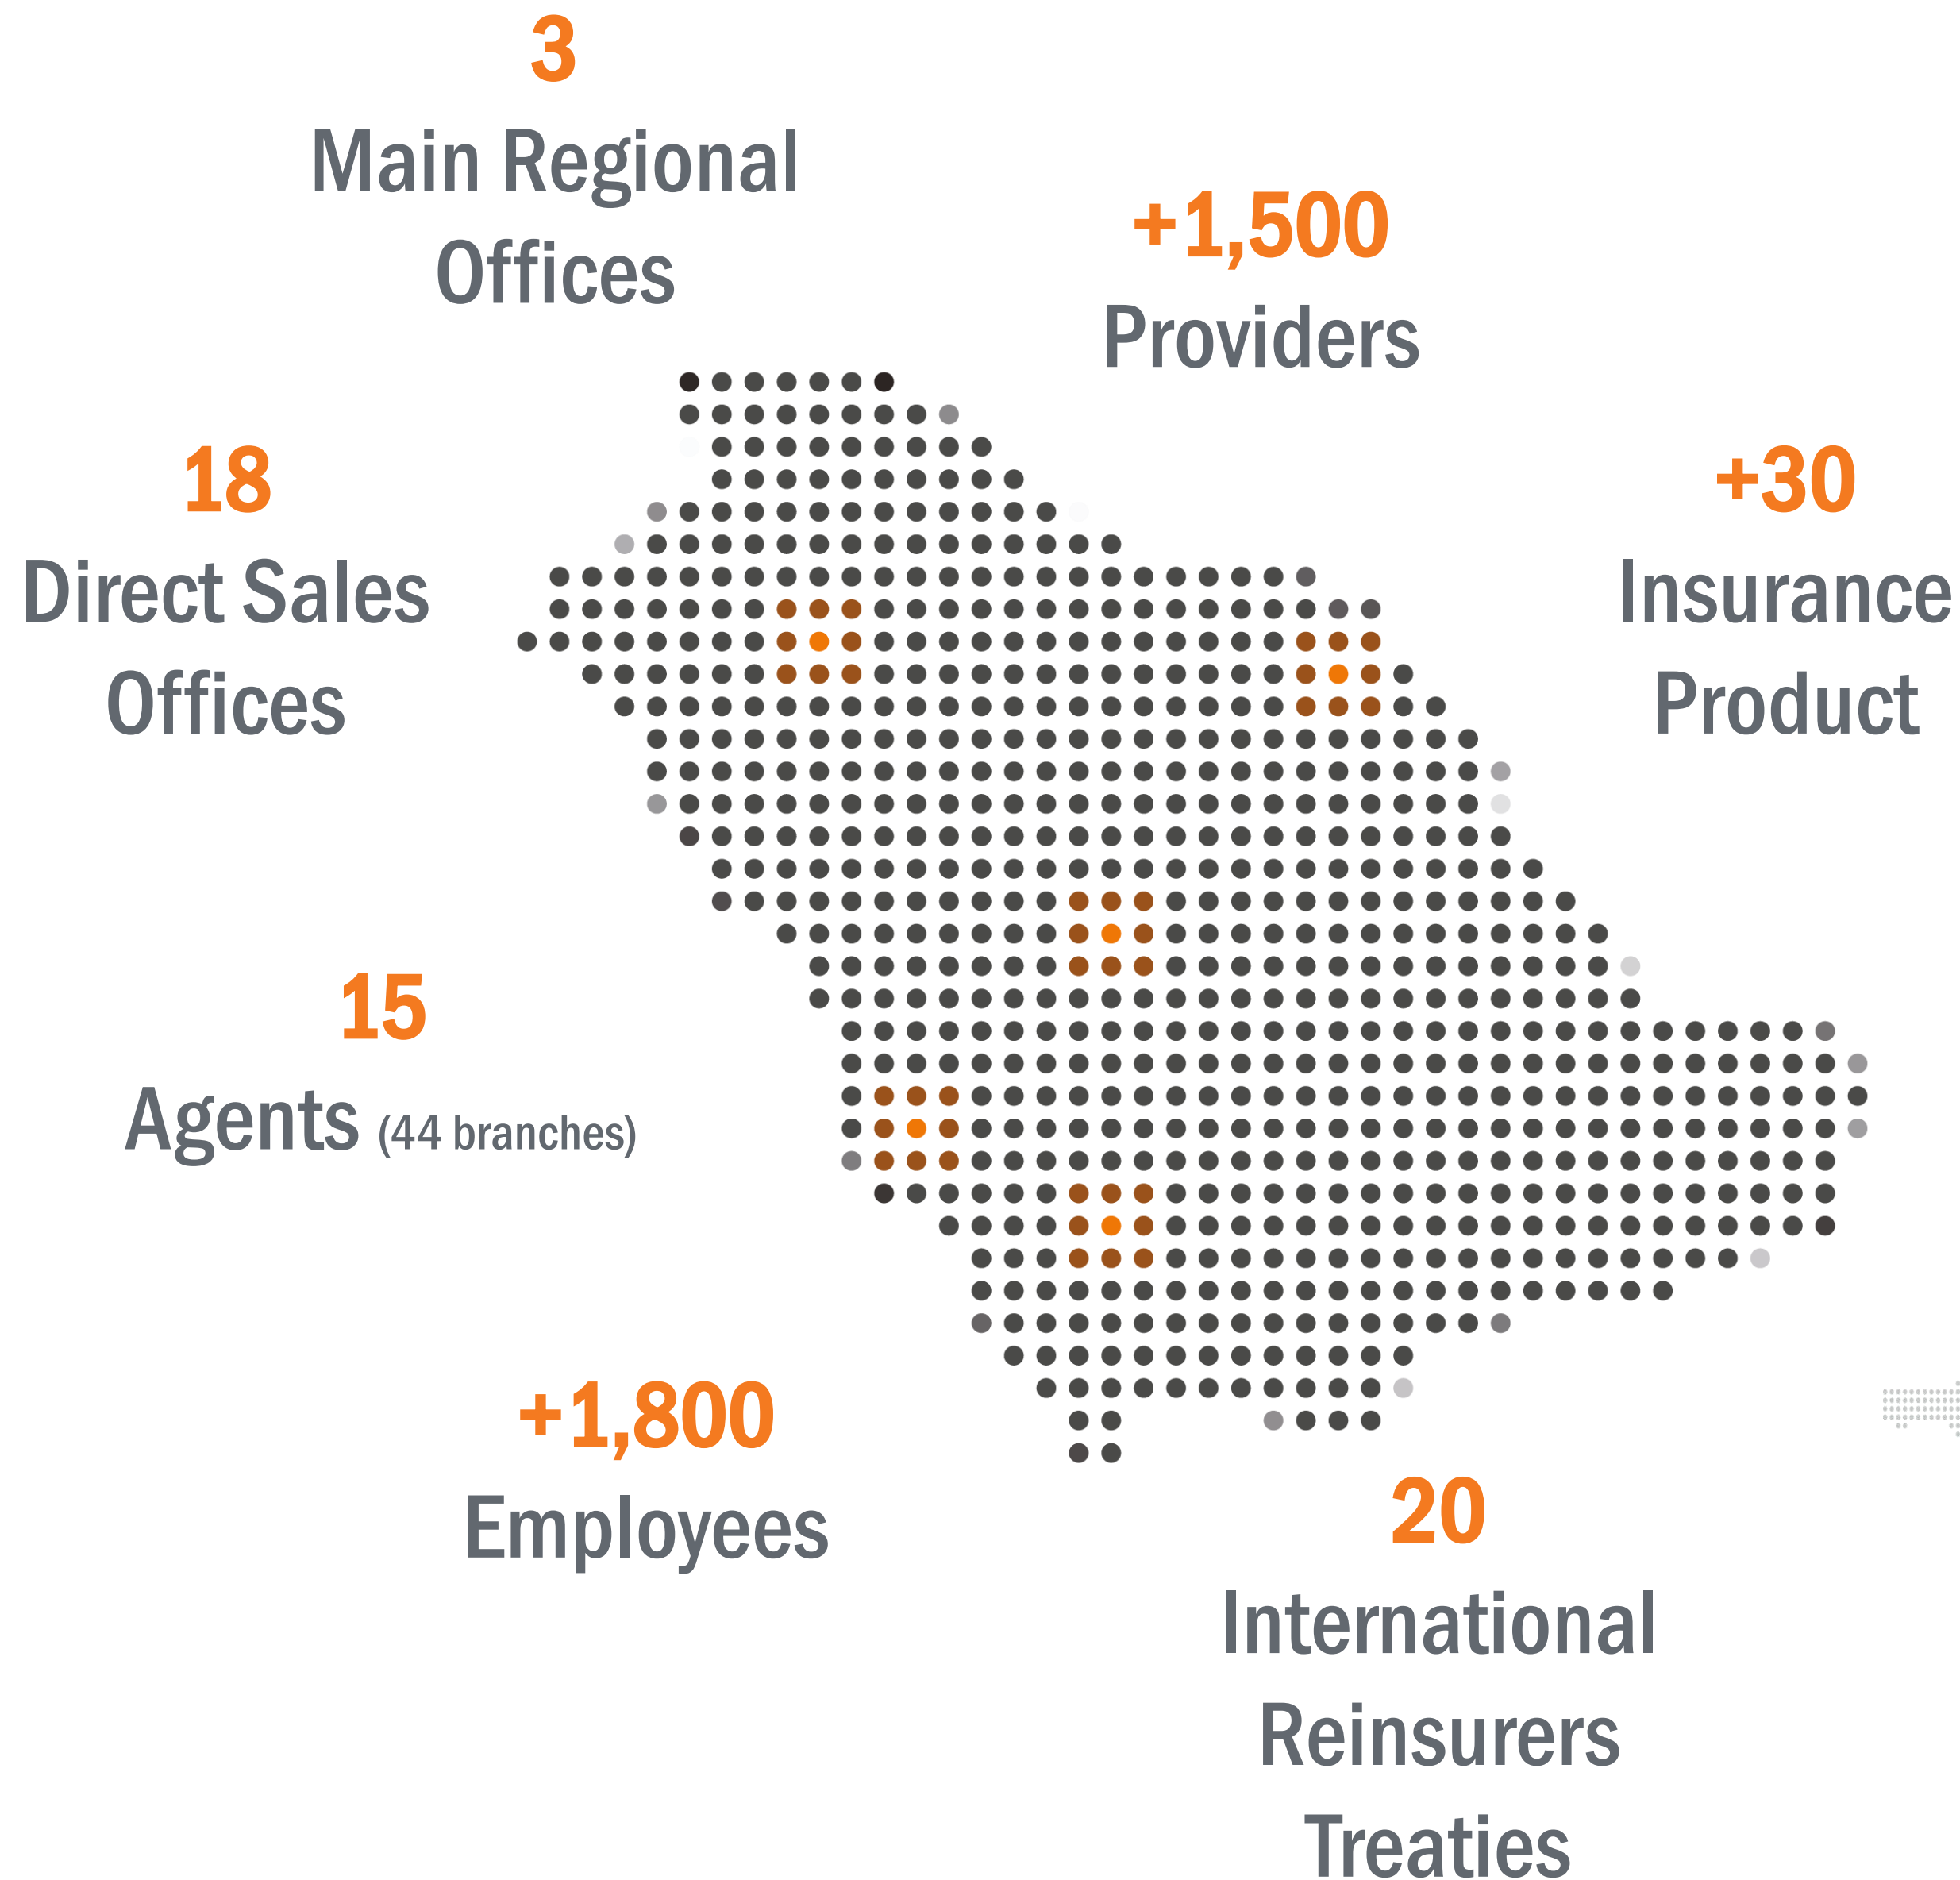 3
Main Regional
Offices
+1,500
Providers
18
Direct Sales
Offices
+30
Insurance
Product
15
Agents (44 branches)
+1,800
Employees
20
International
Reinsurers
Treaties